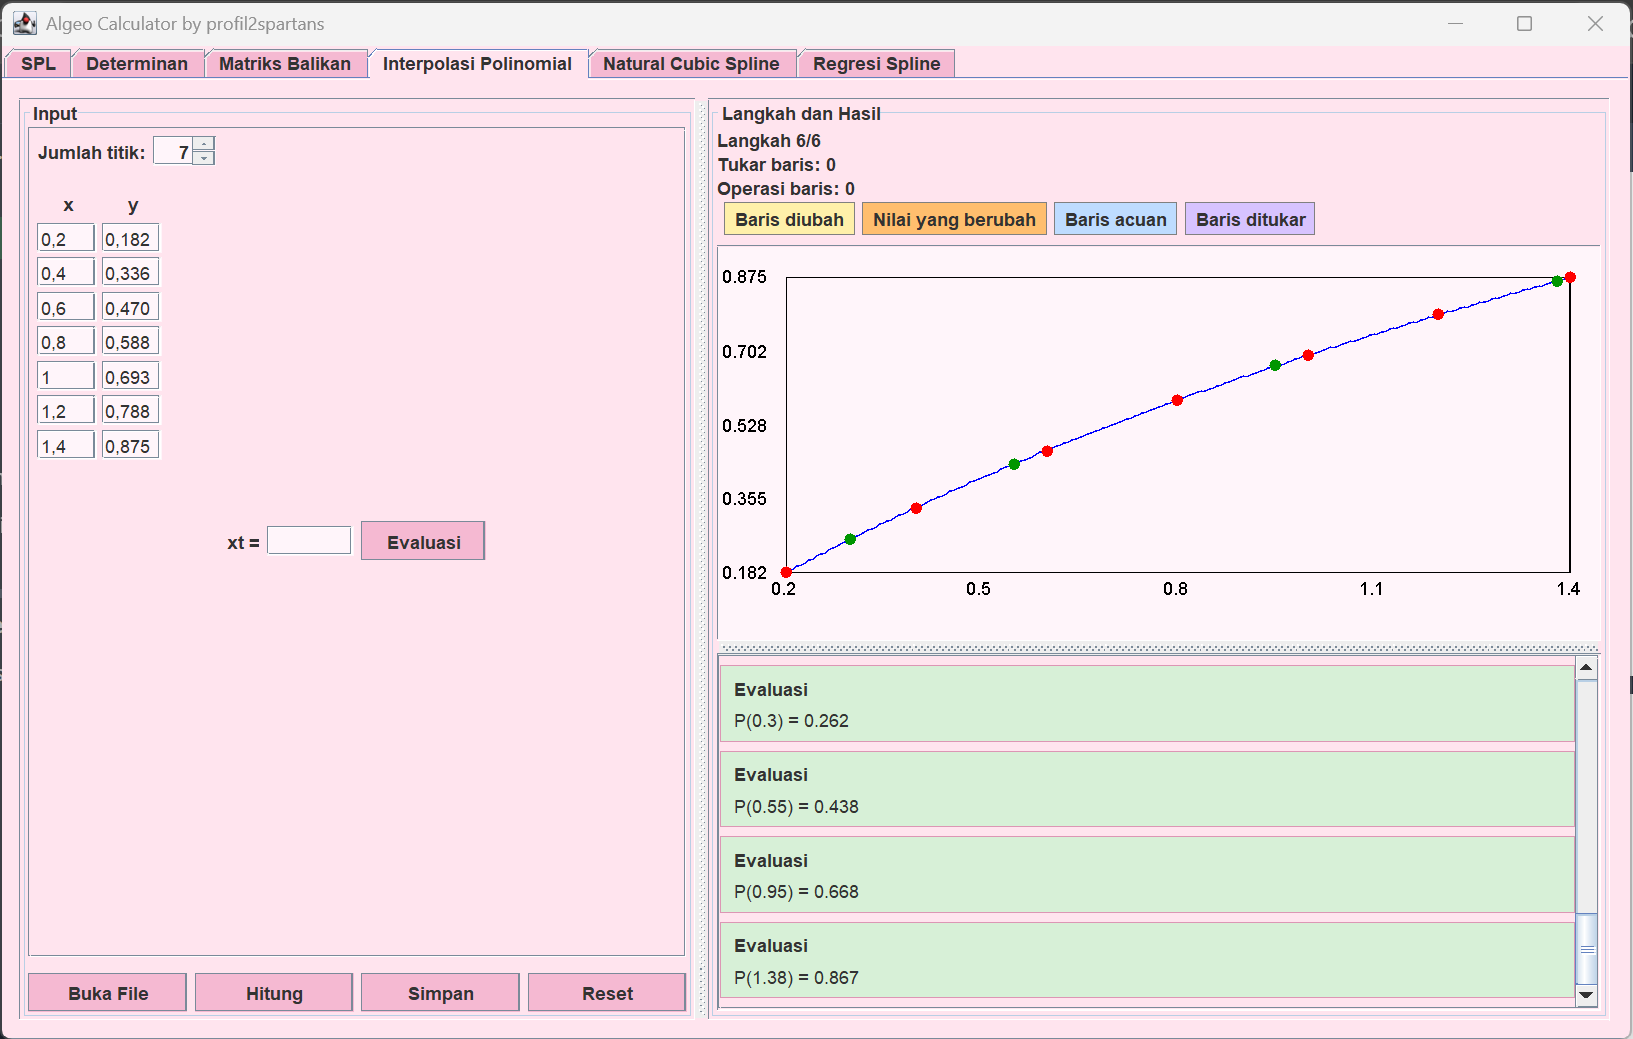 Algeo Calculator by profil2spartans
SPL Determinan Matriks Balikan Interpolasi Polinomial Natural Cubic Spline Regresi Spline
Input
Jumlah titik: 7
x y
0,2 0,182
0,4 0,336
0,6 0,470
0,8 0,588
1 0,693
1,2 0,788
1,4 0,875
xt = Evaluasi
Buka File Hitung Simpan Reset
Langkah dan Hasil
Langkah 6/6
Tukar baris: 0
Operasi baris: 0
Baris diubah Nilai yang berubah Baris acuan Baris ditukar
0.875
0.702
0.528
0.355
0.182
0.2 0.5 0.8 1.1 1.4
Evaluasi
P(0.3) = 0.262
Evaluasi
P(0.55) = 0.438
Evaluasi
P(0.95) = 0.668
Evaluasi
P(1.38) = 0.867